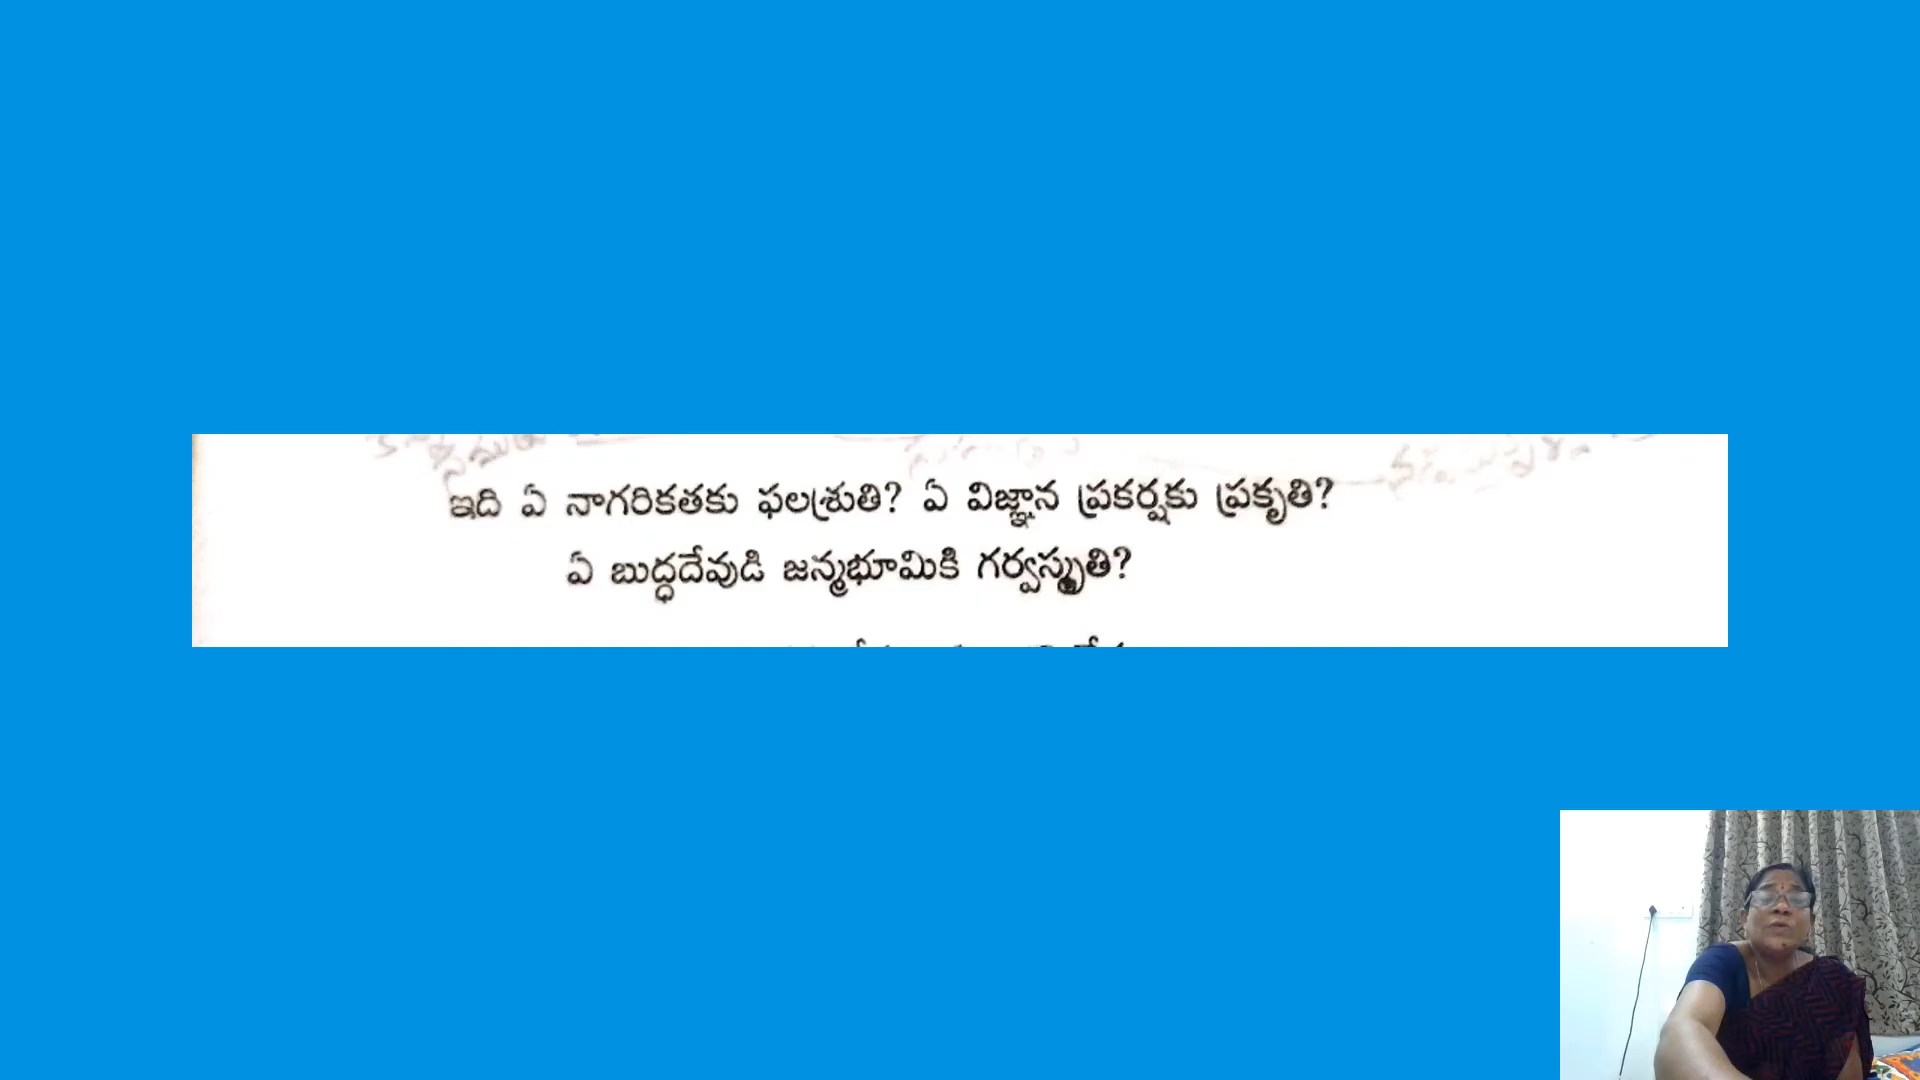 ఇది ఏ నాగరికతకు ఫలశ్రుతి? ఏ విజ్ఞాన ప్రకర్షకు ప్రకృతి?
ఏ బుద్ధదేవుడి జన్మభూమికి గర్వస్మృతి?